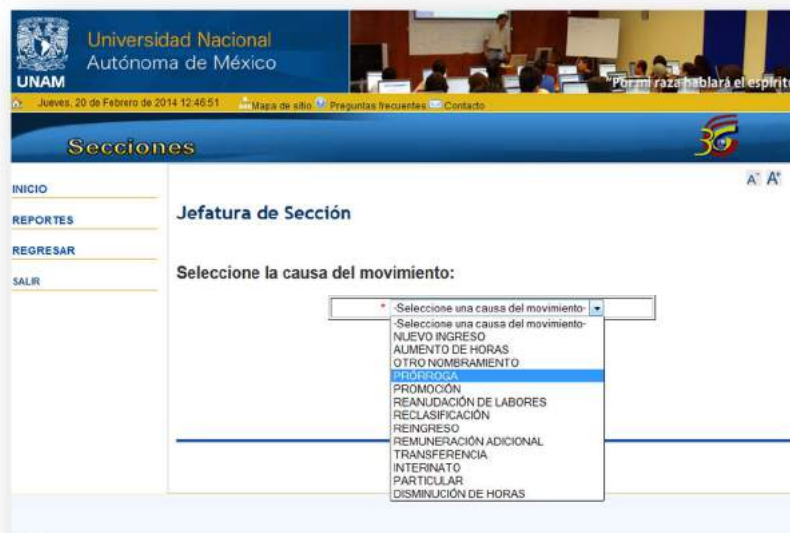 Universidad Nacional
Autónoma de México
UNAM
"Por mi raza hablará el espíritu
Jueves, 20 de Febrero de 2014 12:46:51 Mapa de sitio Preguntas frecuentes Contacto
Secciones
A- A+
INICIO
REPORTES
REGRESAR
SALIR
Jefatura de Sección
Seleccione la causa del movimiento:
* -Seleccione una causa del movimiento-
-Seleccione una causa del movimiento-
NUEVO INGRESO
AUMENTO DE HORAS
OTRO NOMBRAMIENTO
PRÓRROGA
PROMOCIÓN
REANUDACIÓN DE LABORES
RECLASIFICACIÓN
REINGRESO
REMUNERACIÓN ADICIONAL
TRANSFERENCIA
INTERINATO
PARTICULAR
DISMINUCIÓN DE HORAS